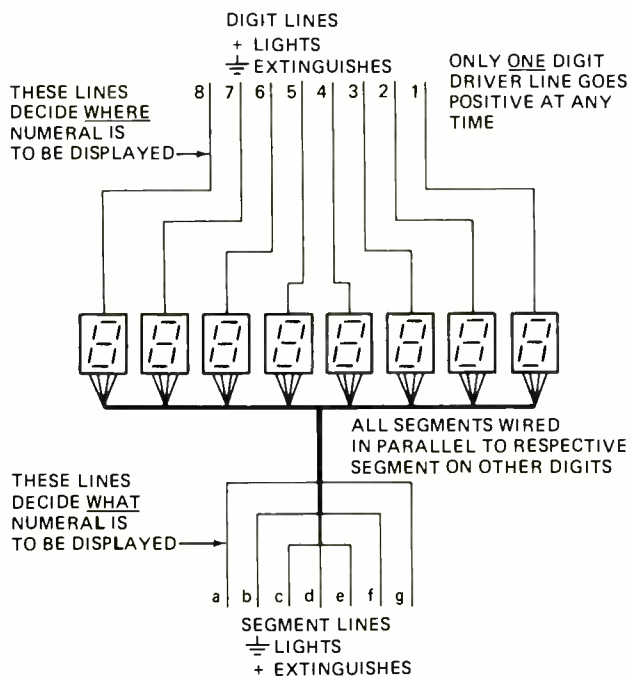 DIGIT LINES
+ LIGHTS
⏚ EXTINGUISHES
ONLY ONE DIGIT
DRIVER LINE GOES
POSITIVE AT ANY
TIME
THESE LINES
DECIDE WHERE
NUMERAL IS
TO BE DISPLAYED
8 7 6 5 4 3 2 1
ALL SEGMENTS WIRED
IN PARALLEL TO RESPECTIVE
SEGMENT ON OTHER DIGITS
THESE LINES
DECIDE WHAT
NUMERAL IS
TO BE DISPLAYED
a b c d e f g
SEGMENT LINES
⏚ LIGHTS
+ EXTINGUISHES